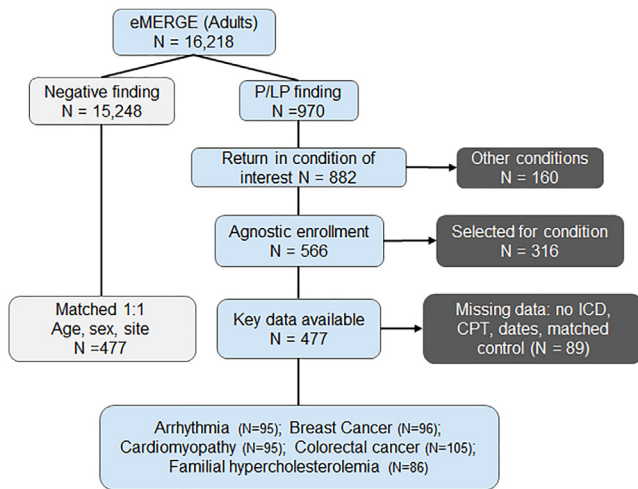 eMERGE (Adults)
N = 16,218
Negative finding
N = 15,248
P/LP finding
N =970
Return in condition of
interest N = 882
Other conditions
N = 160
Agnostic enrollment
N = 566
Selected for condition
N = 316
Matched 1:1
Age, sex, site
N =477
Key data available
N = 477
Missing data: no ICD,
CPT, dates, matched
control (N = 89)
Arrhythmia (N=95); Breast Cancer (N=96);
Cardiomyopathy (N=95); Colorectal cancer (N=105);
Familial hypercholesterolemia (N=86)